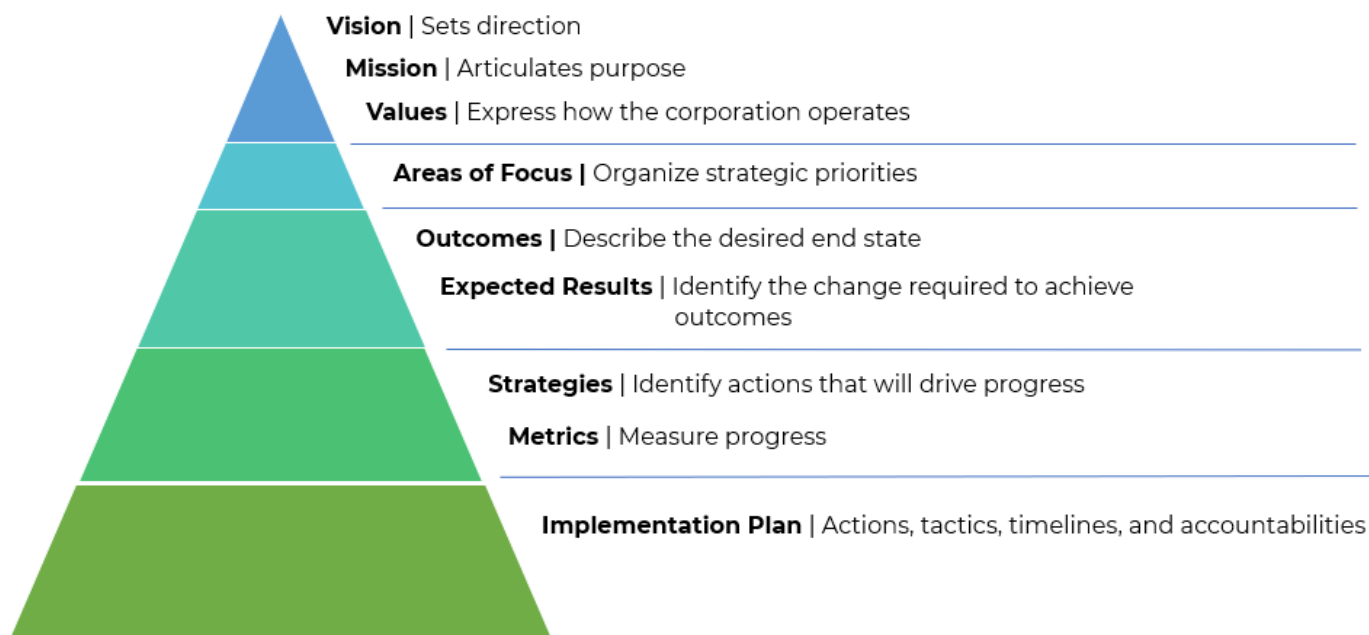 Vision | Sets direction
Mission | Articulates purpose
Values | Express how the corporation operates
Areas of Focus | Organize strategic priorities
Outcomes | Describe the desired end state
Expected Results | Identify the change required to achieve
outcomes
Strategies | Identify actions that will drive progress
Metrics | Measure progress
Implementation Plan | Actions, tactics, timelines, and accountabilities